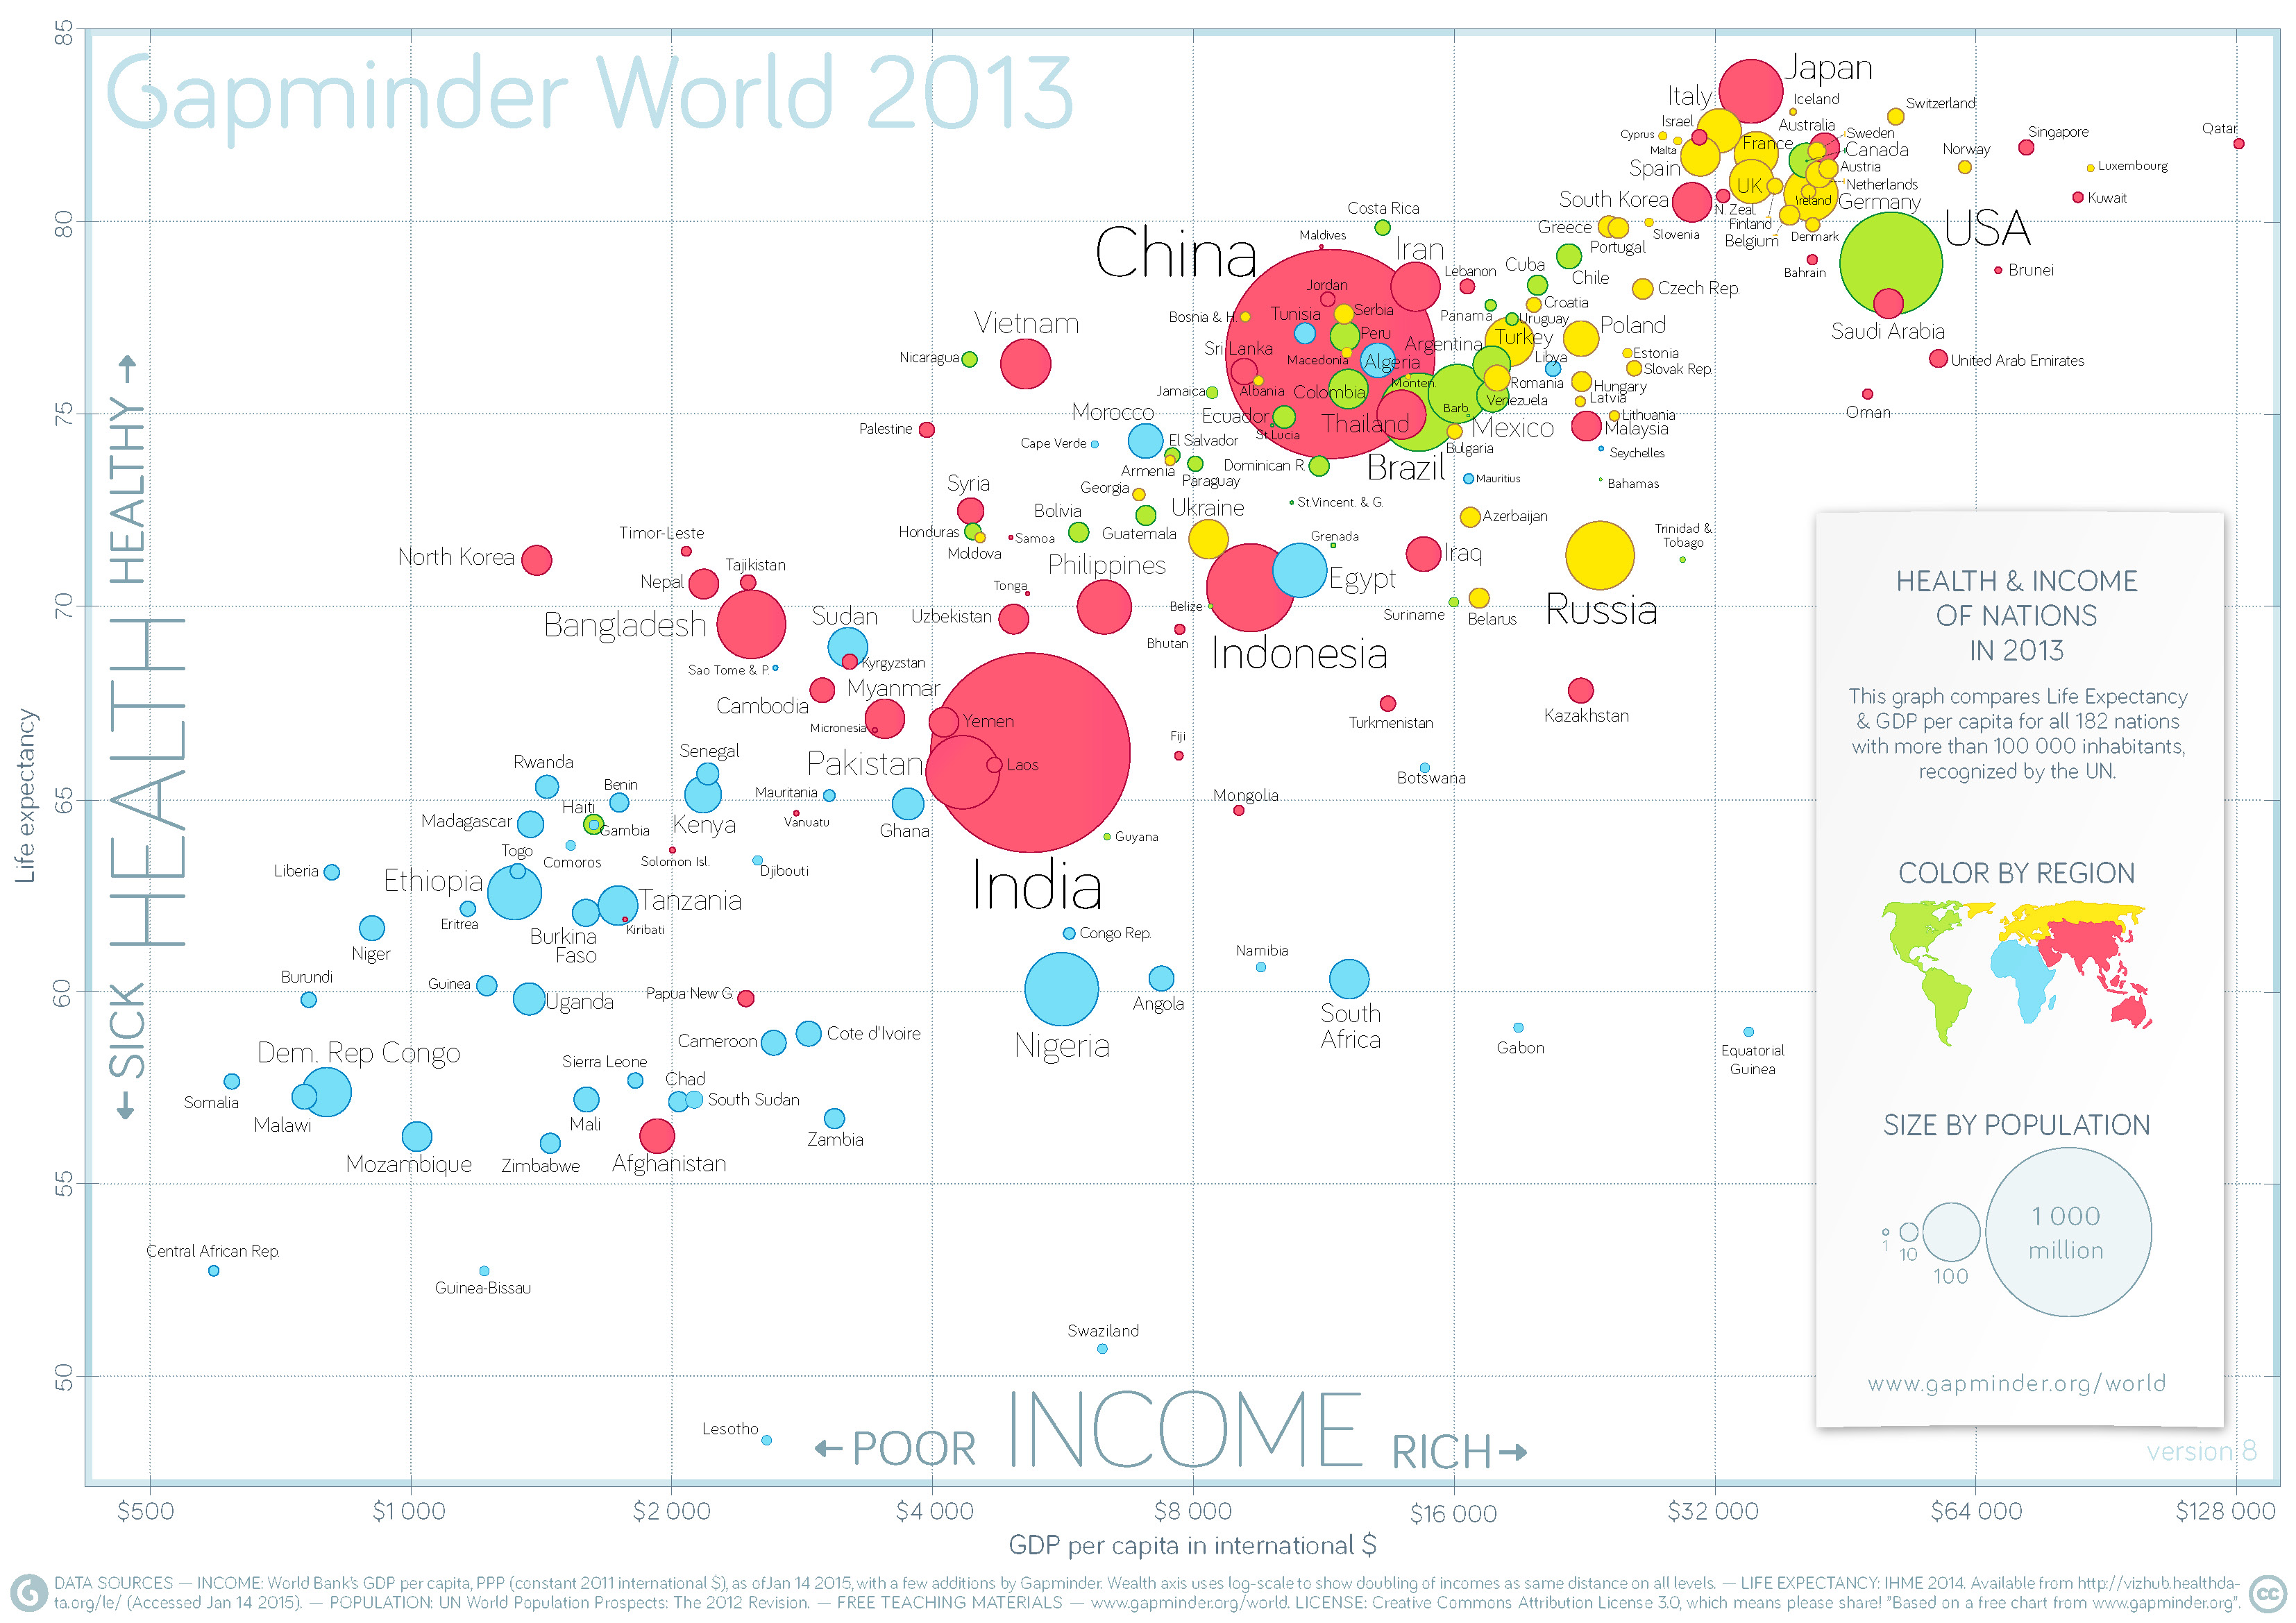 Gapminder World 2013
85
80
75
70
65
60
55
50
Life expectancy
← SICK HEALTH HEALTHY →
Japan
Italy
Iceland
Switzerland
Israel
Australia
Cyprus
Sweden
Singapore
Qatar
Malta
France
Canada
Norway
Spain
Austria
Luxembourg
UK
Netherlands
South Korea
N. Zeal
Ireland
Germany
Kuwait
Costa Rica
Finland
Greece
Slovenia
Belgium
Denmark
USA
Maldives
China
Iran
Portugal
Lebanon
Cuba
Chile
Bahrain
Brunei
Jordan
Czech Rep.
Croatia
Bosnia & H.
Tunisia
Serbia
Panama
Uruguay
Vietnam
Peru
Poland
Saudi Arabia
Sri Lanka
Argentina
Turkey
Nicaragua
Macedonia
Algeria
Libya
Estonia
United Arab Emirates
Slovak Rep.
Jamaica
Albania
Colombia
Monten.
Romania
Hungary
Venezuela
Latvia
Morocco
Ecuador
Barb.
Oman
Lithuania
Palestine
St.Lucia
Thailand
Mexico
Malaysia
Cape Verde
El Salvador
Bulgaria
Seychelles
Armenia
Dominican R.
Brazil
Paraguay
Mauritius
Bahamas
Syria
Georgia
Ukraine
St.Vincent. & G.
Bolivia
Azerbaijan
Honduras
Samoa
Guatemala
Grenada
Trinidad &
Tobago
Timor-Leste
Moldova
North Korea
Tajikistan
Philippines
Iraq
Nepal
Tonga
Egypt
Bangladesh
Sudan
Uzbekistan
Belize
Suriname
Belarus
Russia
Bhutan
Indonesia
Kyrgyzstan
Sao Tome & P.
Myanmar
Cambodia
Micronesia
Yemen
Turkmenistan
Kazakhstan
Senegal
Pakistan
Laos
Fiji
Rwanda
Botswana
Benin
Mauritania
Mongolia
Haiti
Madagascar
Gambia
Kenya
Vanuatu
Ghana
Guyana
Togo
Comoros
Solomon Isl.
Djibouti
Liberia
Ethiopia
India
Tanzania
Eritrea
Kiribati
Burkina
Faso
Niger
Congo Rep.
Namibia
Burundi
Guinea
Uganda
Papua New G.
Angola
South
Africa
Cameroon
Cote d'Ivoire
Nigeria
Gabon
Equatorial
Guinea
Dem. Rep Congo
Sierra Leone
Chad
Somalia
South Sudan
Malawi
Mali
Zambia
Mozambique
Zimbabwe
Afghanistan
Central African Rep.
Guinea-Bissau
Swaziland
Lesotho
← POOR INCOME RICH →
HEALTH & INCOME
OF NATIONS
IN 2013
This graph compares Life Expectancy
& GDP per capita for all 182 nations
with more than 100 000 inhabitants,
recognized by the UN.
COLOR BY REGION
SIZE BY POPULATION
1
10
100
1 000
million
www.gapminder.org/world
version 8
$500
$1 000
$2 000
$4 000
$8 000
$16 000
$32 000
$64 000
$128 000
GDP per capita in international $
DATA SOURCES — INCOME: World Bank's GDP per capita, PPP (constant 2011 international $), as of Jan 14 2015, with a few additions by Gapminder. Wealth axis uses log-scale to show doubling of incomes as same distance on all levels. — LIFE EXPECTANCY: IHME 2014. Available from http://vizhub.healthda-
ta.org/le/ (Accessed Jan 14 2015). — POPULATION: UN World Population Prospects: The 2012 Revision. — FREE TEACHING MATERIALS — www.gapminder.org/world. LICENSE: Creative Commons Attribution License 3.0, which means please share! "Based on a free chart from www.gapminder.org".
cc